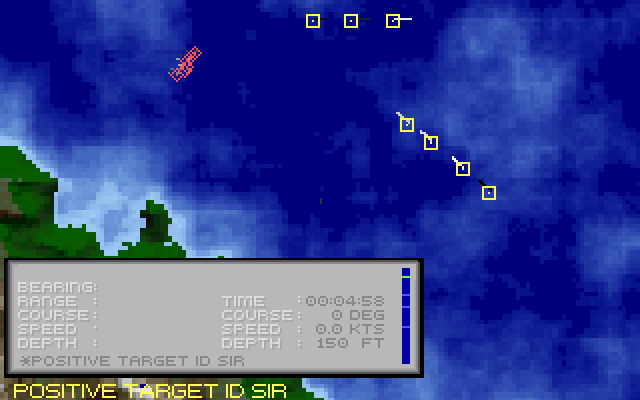 BEARING:
RANGE : TIME :00:04:58
COURSE: COURSE: 0 DEG
SPEED : SPEED : 0.0 KTS
DEPTH : DEPTH : 150 FT
*POSITIVE TARGET ID SIR
POSITIVE TARGET ID SIR